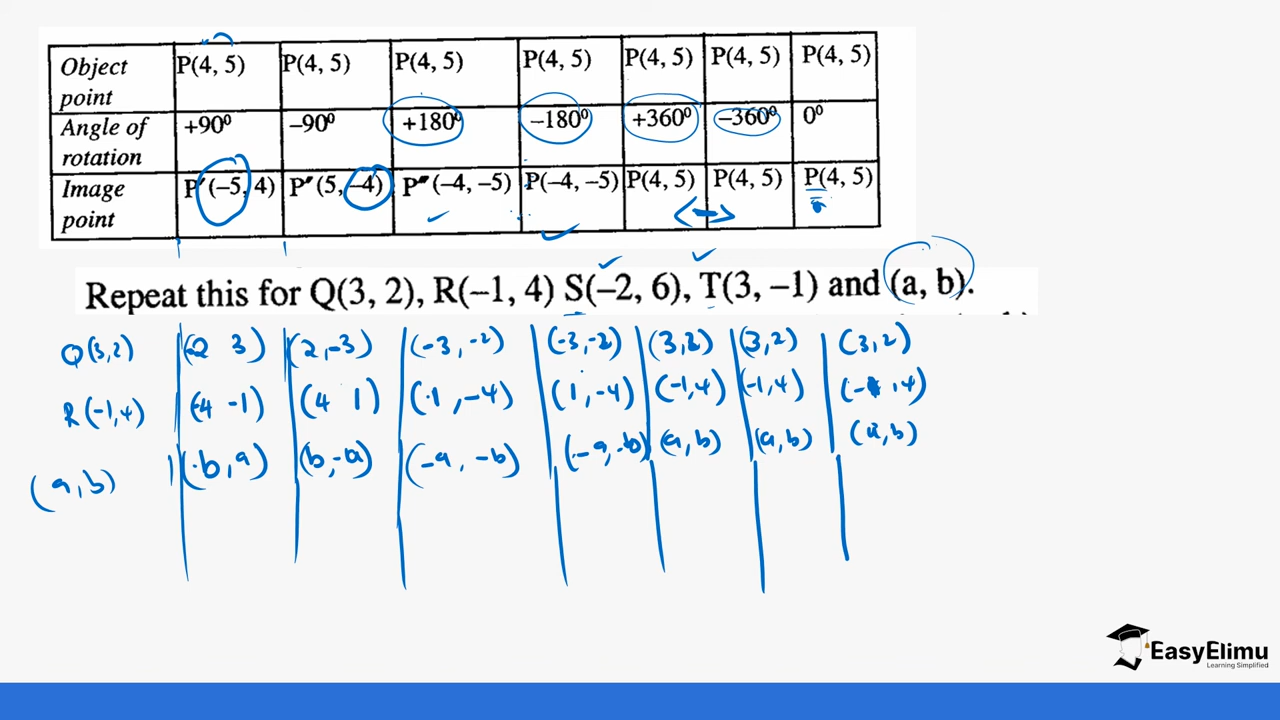 Object point P(4, 5) P(4, 5) P(4, 5) P(4, 5) P(4, 5) P(4, 5) P(4, 5)
Angle of rotation +90⁰ –90⁰ +180⁰ –180⁰ +360⁰ –360⁰ 0⁰
Image point P′(–5, 4) P″(5, –4) P‴(–4, –5) P(–4, –5) P(4, 5) P(4, 5) P(4, 5)
Repeat this for Q(3, 2), R(–1, 4) S(–2, 6), T(3, –1) and (a, b).
Q(3,2) (-2 3) (2,-3) (-3,-2) (-3,-2) (3,2) (3,2) (3,2)
R(-1,4) (-4 -1) (4 1) (1,-4) (1,-4) (-1,4) (-1,4) (-1,4)
(a,b) (-b,a) (b,-a) (-a,-b) (-a,-b) (a,b) (a,b) (a,b)
EasyElimu
Learning Simplified